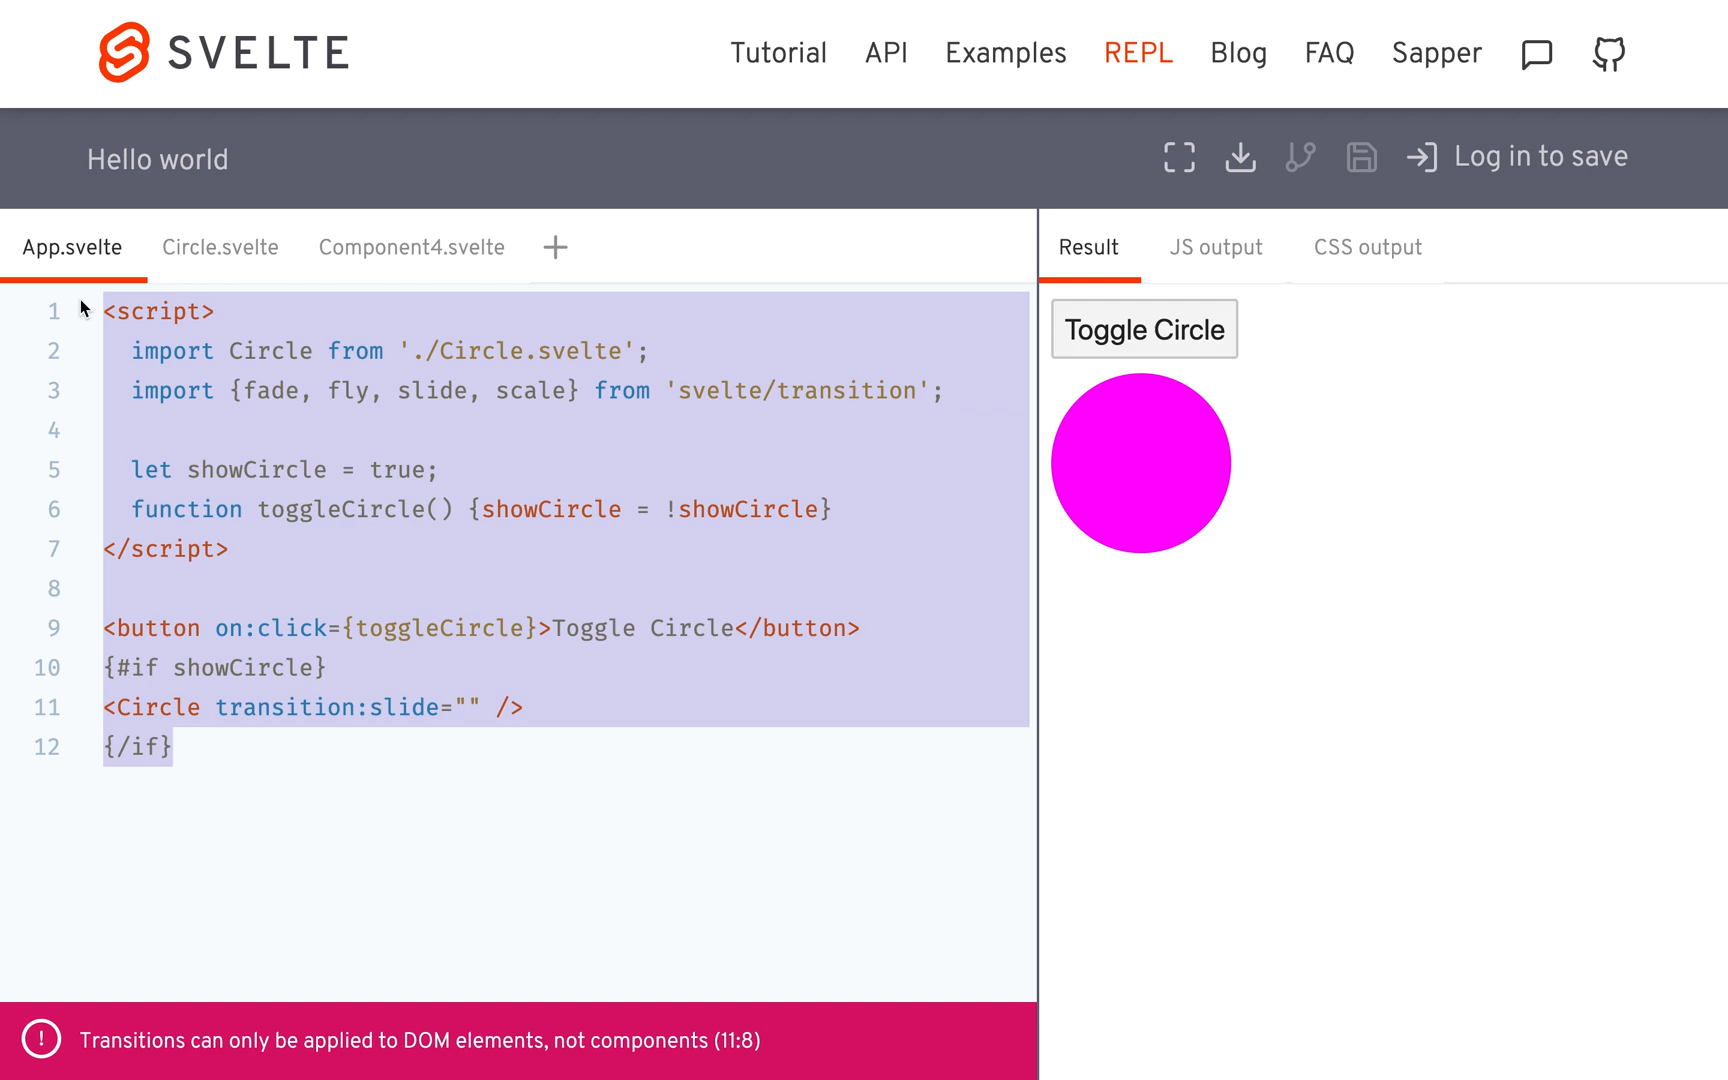 SVELTE
Tutorial API Examples REPL Blog FAQ Sapper
Hello world
Log in to save
App.svelte Circle.svelte Component4.svelte +
Result JS output CSS output
1 <script>
2 import Circle from './Circle.svelte';
3 import {fade, fly, slide, scale} from 'svelte/transition';
4
5 let showCircle = true;
6 function toggleCircle() {showCircle = !showCircle}
7 </script>
8
9 <button on:click={toggleCircle}>Toggle Circle</button>
10 {#if showCircle}
11 <Circle transition:slide="" />
12 {/if}
Toggle Circle
! Transitions can only be applied to DOM elements, not components (11:8)